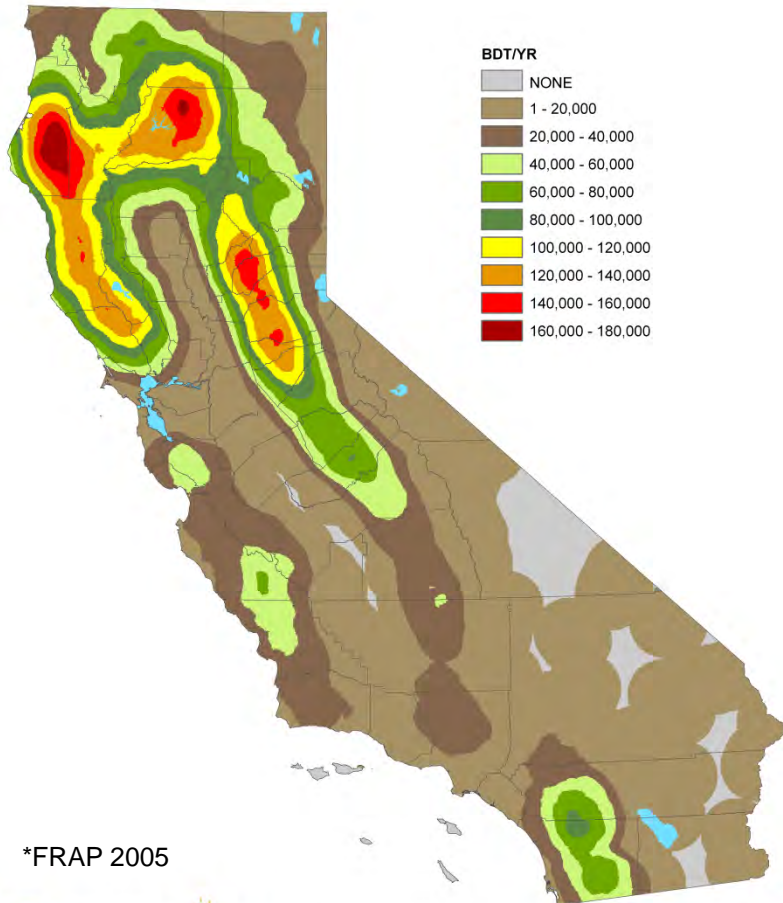 BDT/YR
NONE
1 - 20,000
20,000 - 40,000
40,000 - 60,000
60,000 - 80,000
80,000 - 100,000
100,000 - 120,000
120,000 - 140,000
140,000 - 160,000
160,000 - 180,000
*FRAP 2005